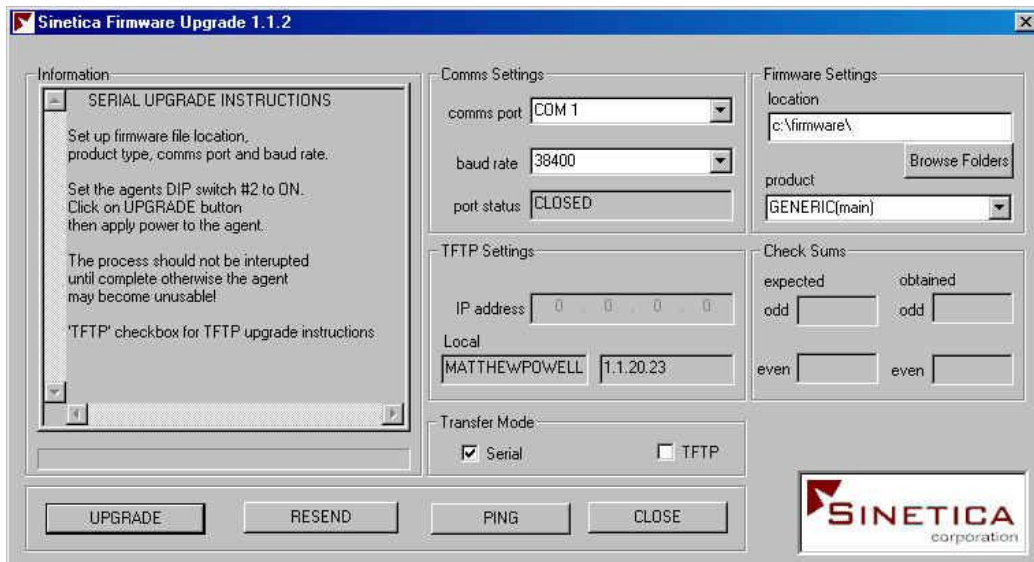 Sinetica Firmware Upgrade 1.1.2
Information
SERIAL UPGRADE INSTRUCTIONS
Set up firmware file location,
product type, comms port and baud rate.
Set the agents DIP switch #2 to ON.
Click on UPGRADE button
then apply power to the agent.
The process should not be interupted
until complete otherwise the agent
may become unusable!
'TFTP' checkbox for TFTP upgrade instructions
Comms Settings
comms port COM 1
baud rate 38400
port status CLOSED
Firmware Settings
location
c:\firmware\
Browse Folders
product
GENERIC(main)
TFTP Settings
IP address 0 . 0 . 0 . 0
Local
MATTHEWPOWELL 1.1.20.23
Check Sums
expected obtained
odd odd
even even
Transfer Mode
Serial TFTP
UPGRADE RESEND PING CLOSE
SINETICA
corporation